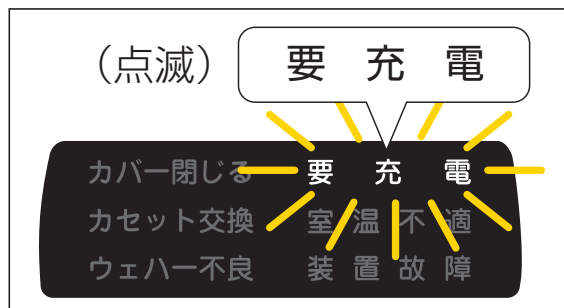 （点滅） 要充電
カバー閉じる 要充電
カセット交換 室温不適
ウェハー不良 装置故障